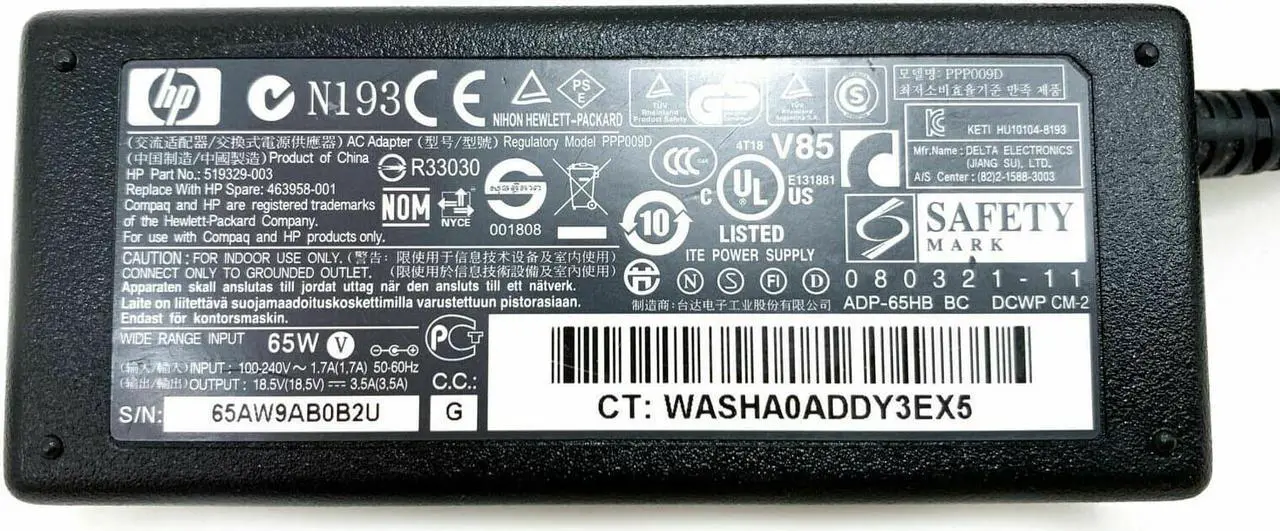 hp
N193
CE
NIHON HEWLETT-PACKARD
PS
E
TÜV
Rheinland
Product Safety
TÜV
Rheinland
Argentina S.A.
S
모델명: PPP009D
최저소비효율기준 만족 제품
(交流适配器/交換式電源供應器) AC Adapter (型号/型號) Regulatory Model PPP009D
(中国制造/中國製造) Product of China
HP Part No.: 519329-003
Replace With HP Spare: 463958-001
Compaq and HP are registered trademarks
of the Hewlett-Packard Company.
For use with Compaq and HP products only.
R33030
NOM
NYCE
001808
CCC
4T18
V85
C UL US
E131881
LISTED
ITE POWER SUPPLY
10
KETI HU10104-8193
Mfr.Name : DELTA ELECTRONICS
(JIANG SU), LTD.
A/S Center : (82)2-1588-3003
SAFETY
MARK
CAUTION : FOR INDOOR USE ONLY. (警告：限使用于信息技术设备及室内使用)
CONNECT ONLY TO GROUNDED OUTLET. (限使用於信息技術設備及室內使用)
Apparaten skall anslutas till jordat uttag när den ansluts till ett nätverk.
Laite on liitettävä suojamaadoituskoskettimilla varustettuun pistorasiaan.
Endast för kontorsmaskin.
N S FI D
080321-11
制造商：台达电子工业股份有限公司 ADP-65HB BC DCWP CM-2
WIDE RANGE INPUT 65W V
(输入/輸入) INPUT : 100-240V～ 1.7A(1,7A) 50-60Hz
(输出/輸出) OUTPUT : 18.5V(18,5V) ⎓ 3.5A(3,5A)
C.C.:
G
S/N: 65AW9AB0B2U
CT: WASHA0ADDY3EX5